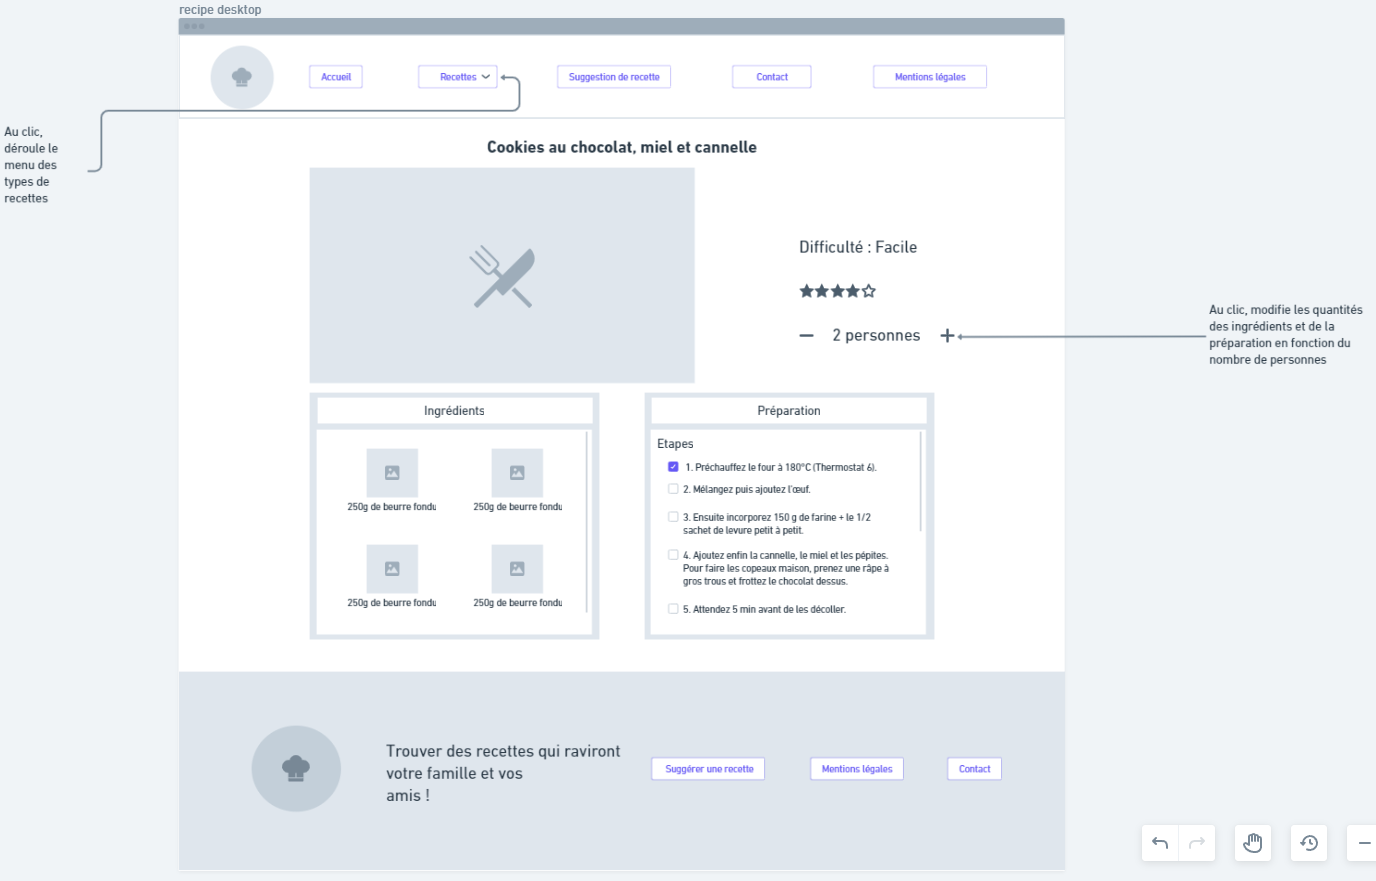 recipe desktop
Accueil
Recettes
Suggestion de recette
Contact
Mentions légales
Au clic,
déroule le
menu des
types de
recettes
Cookies au chocolat, miel et cannelle
Difficulté : Facile
2 personnes
Au clic, modifie les quantités
des ingrédients et de la
préparation en fonction du
nombre de personnes
Ingrédients
250g de beurre fondu
250g de beurre fondu
250g de beurre fondu
250g de beurre fondu
Préparation
Etapes
1. Préchauffez le four à 180°C (Thermostat 6).
2. Mélangez puis ajoutez l'œuf.
3. Ensuite incorporez 150 g de farine + le 1/2
sachet de levure petit à petit.
4. Ajoutez enfin la cannelle, le miel et les pépites.
Pour faire les copeaux maison, prenez une râpe à
gros trous et frottez le chocolat dessus.
5. Attendez 5 min avant de les décoller.
Trouver des recettes qui raviront
votre famille et vos
amis !
Suggérer une recette
Mentions légales
Contact